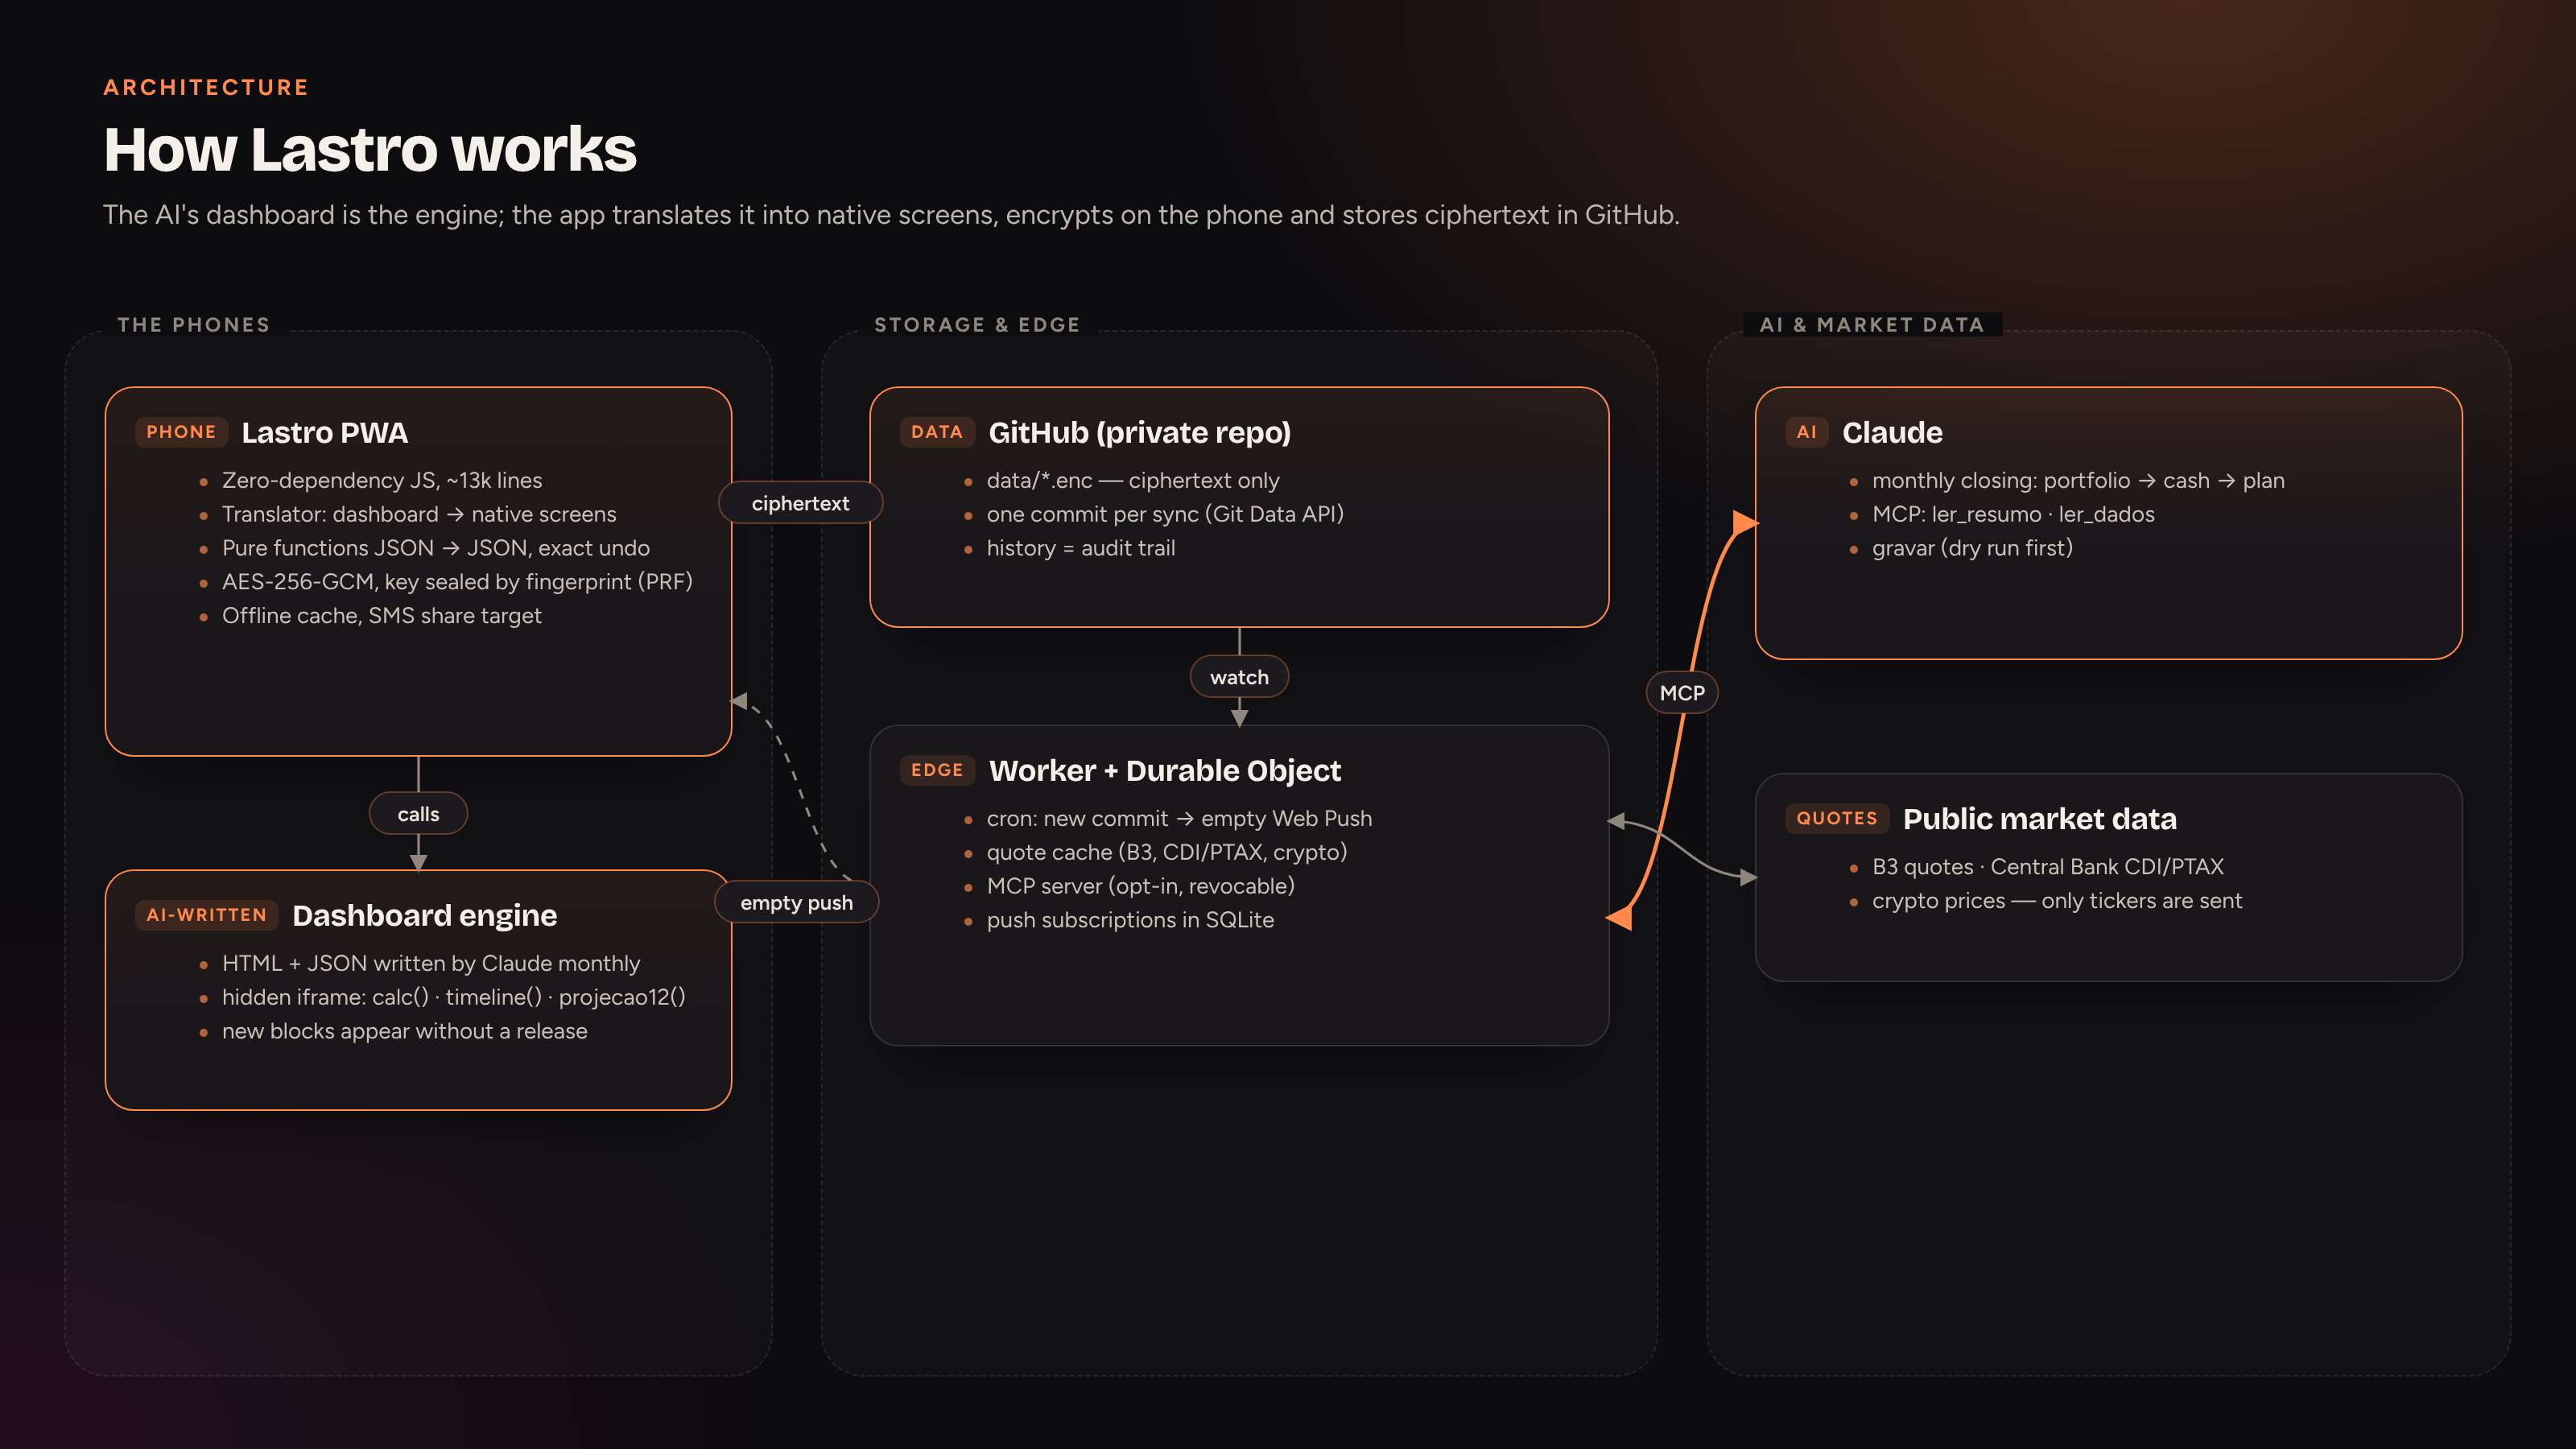 ARCHITECTURE
How Lastro works
The AI's dashboard is the engine; the app translates it into native screens, encrypts on the phone and stores ciphertext in GitHub.
THE PHONES
PHONE Lastro PWA
Zero-dependency JS, ~13k lines
Translator: dashboard → native screens
Pure functions JSON → JSON, exact undo
AES-256-GCM, key sealed by fingerprint (PRF)
Offline cache, SMS share target
calls
AI-WRITTEN Dashboard engine
HTML + JSON written by Claude monthly
hidden iframe: calc() · timeline() · projecao12()
new blocks appear without a release
ciphertext
empty push
STORAGE & EDGE
DATA GitHub (private repo)
data/*.enc — ciphertext only
one commit per sync (Git Data API)
history = audit trail
watch
EDGE Worker + Durable Object
cron: new commit → empty Web Push
quote cache (B3, CDI/PTAX, crypto)
MCP server (opt-in, revocable)
push subscriptions in SQLite
MCP
AI & MARKET DATA
AI Claude
monthly closing: portfolio → cash → plan
MCP: ler_resumo · ler_dados
gravar (dry run first)
QUOTES Public market data
B3 quotes · Central Bank CDI/PTAX
crypto prices — only tickers are sent